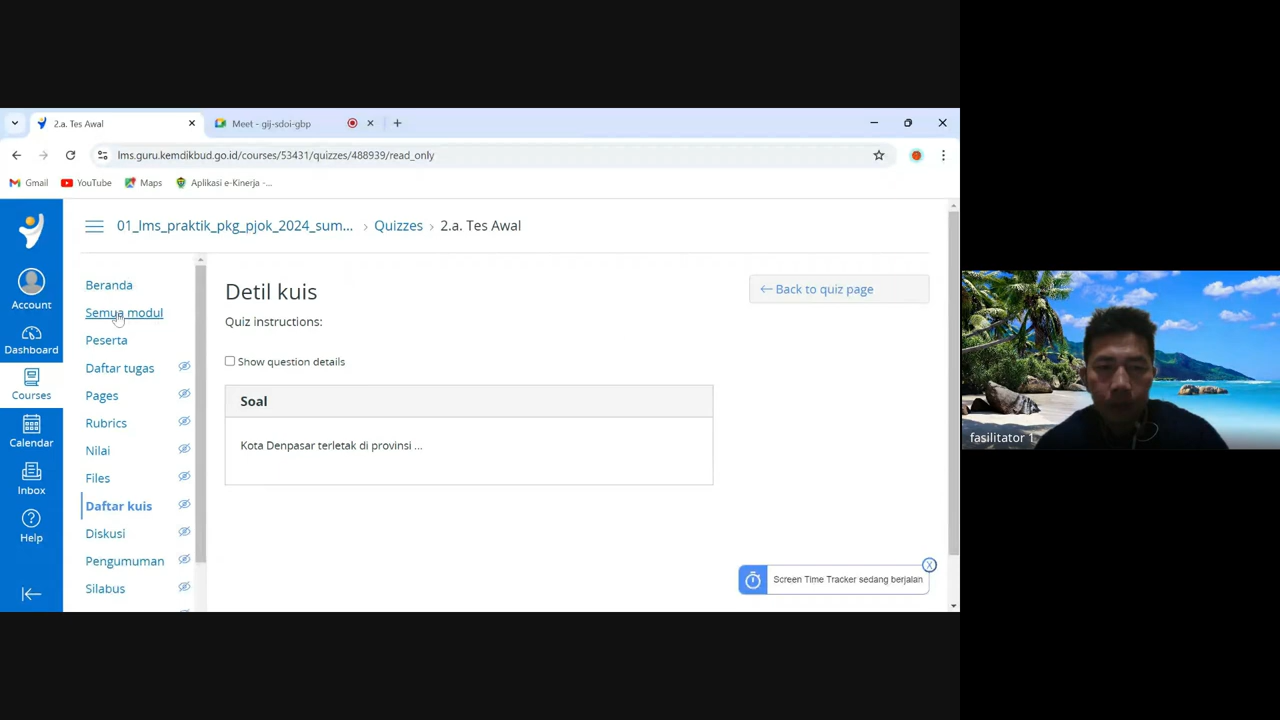 2.a. Tes Awal
Meet - gij-sdoi-gbp
lms.guru.kemdikbud.go.id/courses/53431/quizzes/488939/read_only
Gmail
YouTube
Maps
Aplikasi e-Kinerja -...
01_lms_praktik_pkg_pjok_2024_sum... › Quizzes › 2.a. Tes Awal
Account
Dashboard
Courses
Calendar
Inbox
Help
Beranda
Semua modul
Peserta
Daftar tugas
Pages
Rubrics
Nilai
Files
Daftar kuis
Diskusi
Pengumuman
Silabus
Detil kuis
Back to quiz page
Quiz instructions:
Show question details
Soal
Kota Denpasar terletak di provinsi ...
X
Screen Time Tracker sedang berjalan
fasilitator 1